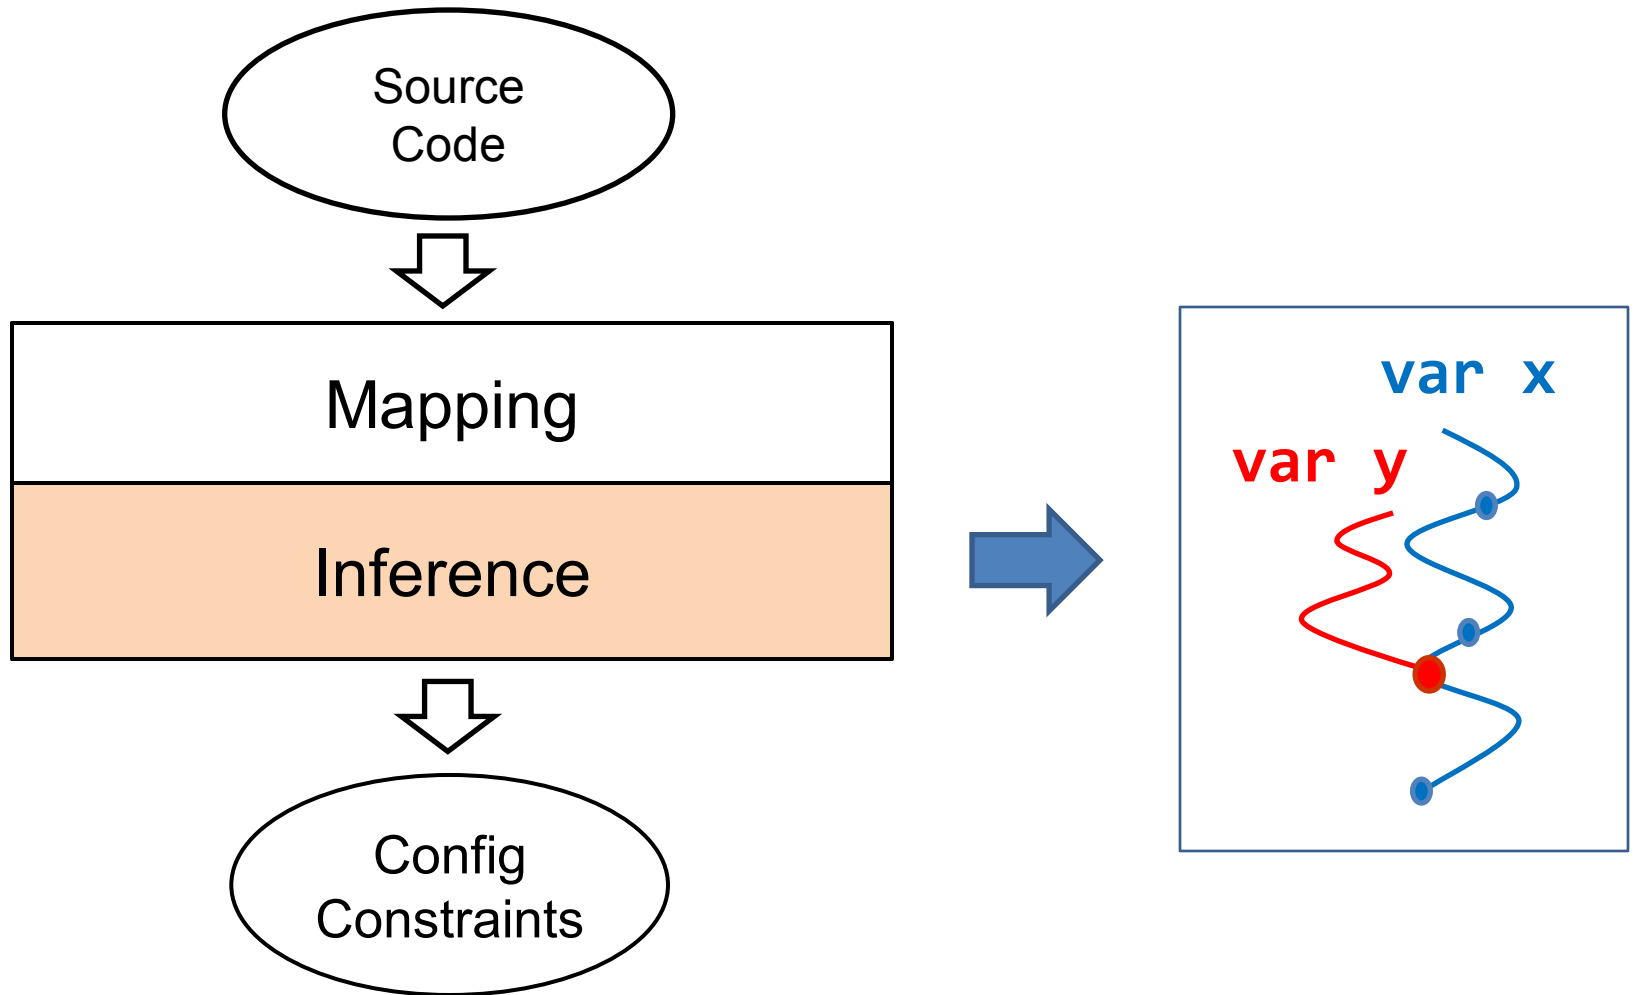 Source
Code
Mapping
Inference
Config
Constraints
var x
var y